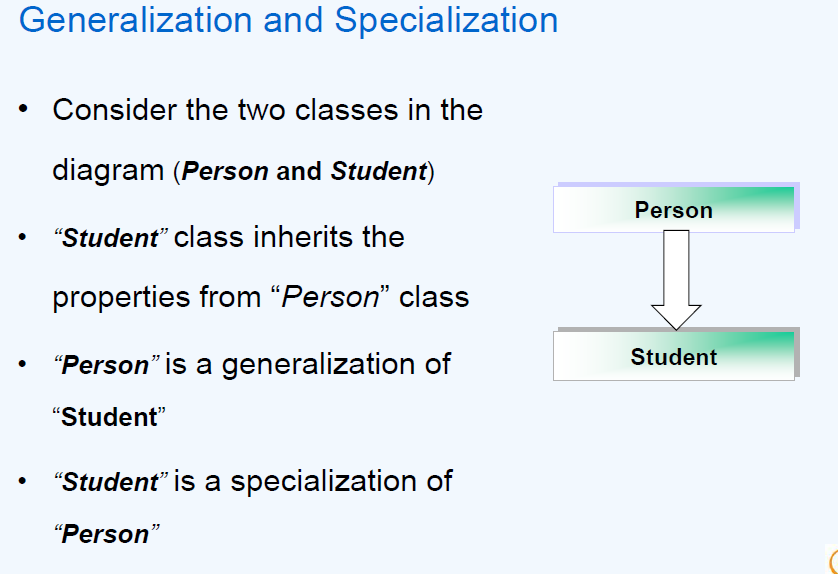 Generalization and Specialization
• Consider the two classes in the
diagram (Person and Student)
• “Student” class inherits the
properties from “Person” class
• “Person” is a generalization of
“Student”
• “Student” is a specialization of
“Person”
Person
Student